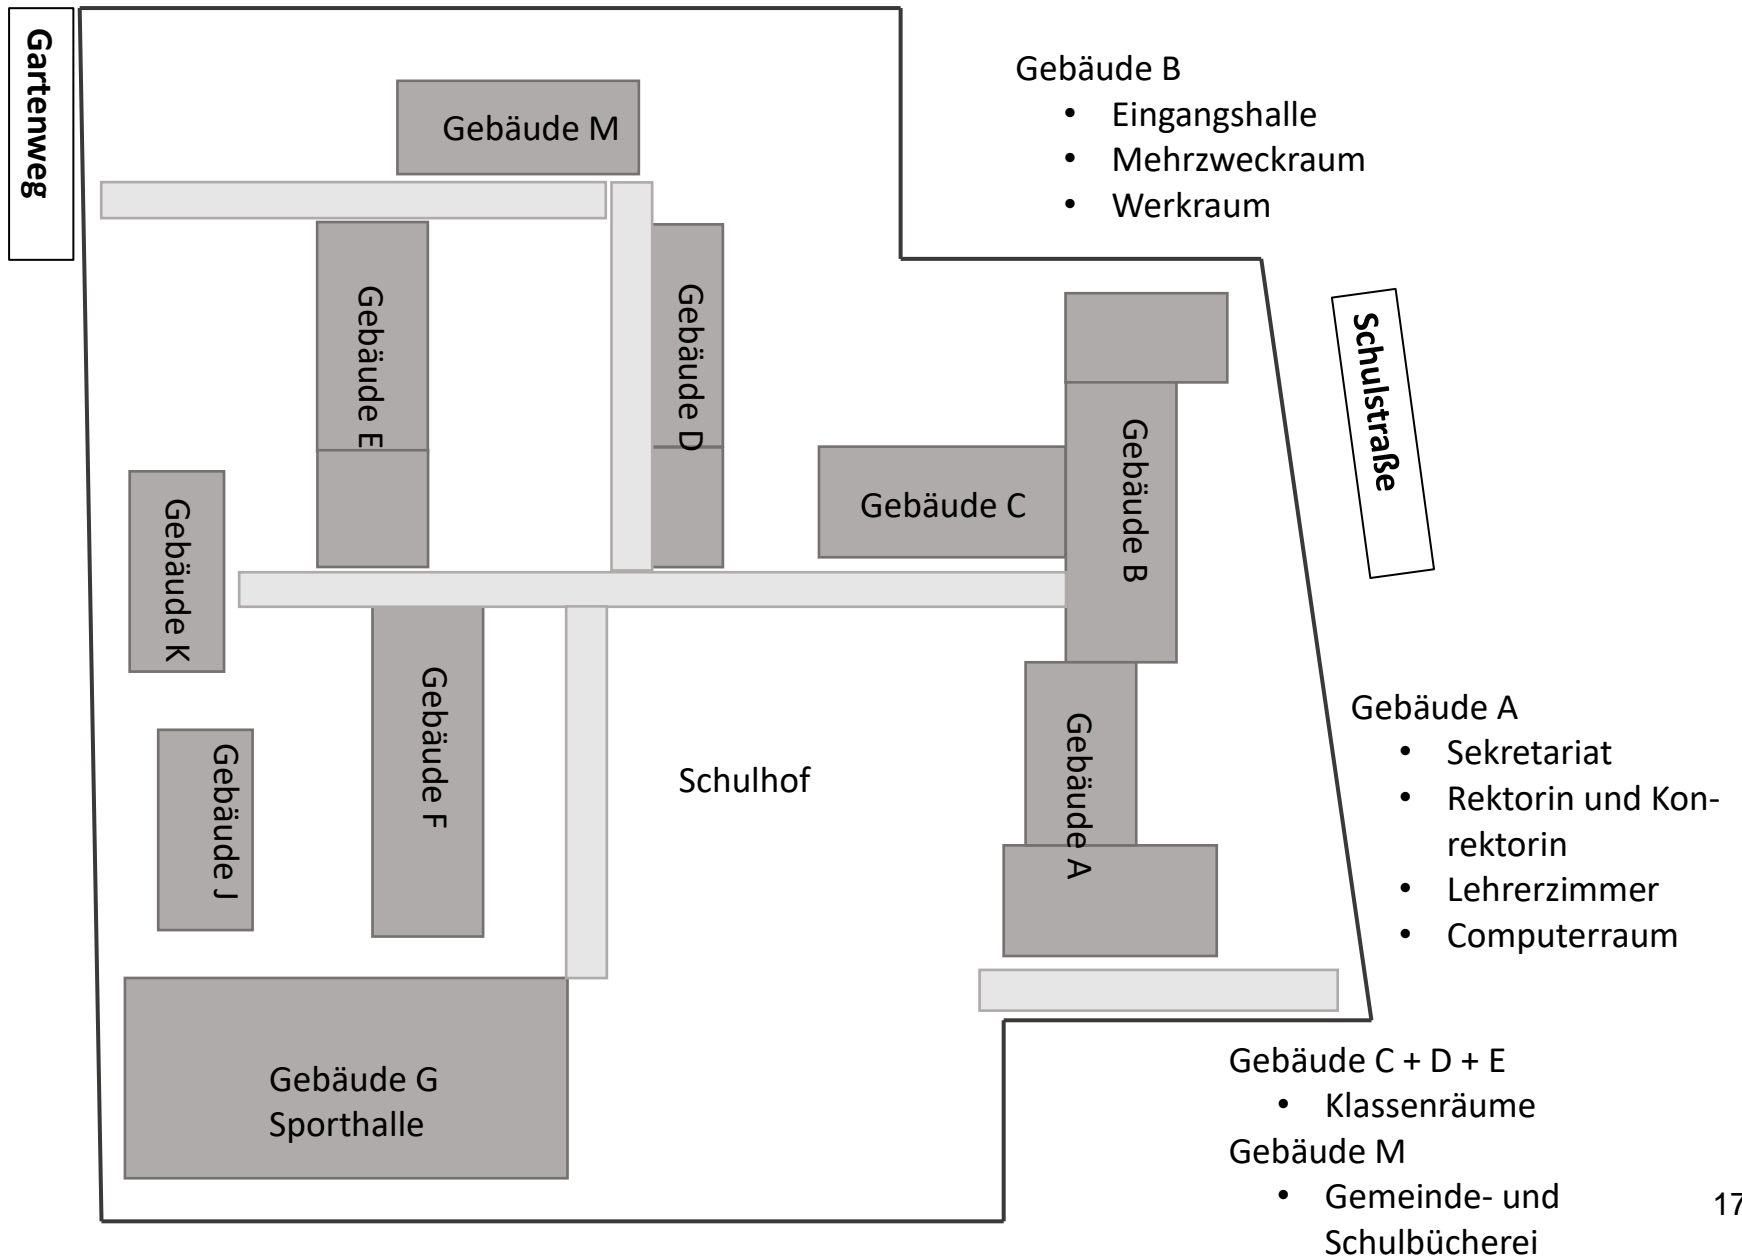 Gartenweg
Gebäude M
Gebäude B
• Eingangshalle
• Mehrzweckraum
• Werkraum
Gebäude E
Gebäude D
Schulstraße
Gebäude C
Gebäude B
Gebäude K
Gebäude F
Gebäude J
Schulhof
Gebäude A
Gebäude A
• Sekretariat
• Rektorin und Kon-
rektorin
• Lehrerzimmer
• Computerraum
Gebäude G
Sporthalle
Gebäude C + D + E
• Klassenräume
Gebäude M
• Gemeinde- und
Schulbücherei
17